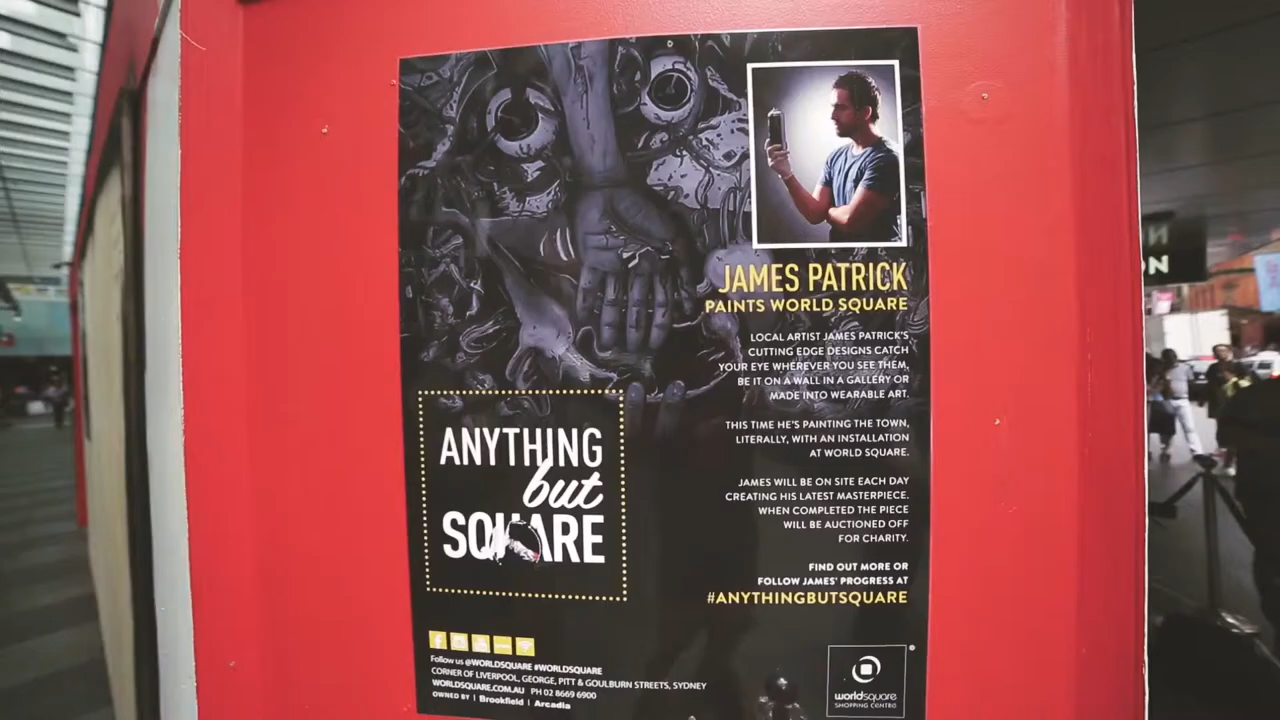 JAMES PATRICK
PAINTS WORLD SQUARE
LOCAL ARTIST JAMES PATRICK'S
CUTTING EDGE DESIGNS CATCH
YOUR EYE WHEREVER YOU SEE THEM,
BE IT ON A WALL IN A GALLERY OR
MADE INTO WEARABLE ART.
THIS TIME HE'S PAINTING THE TOWN,
LITERALLY, WITH AN INSTALLATION
AT WORLD SQUARE.
JAMES WILL BE ON SITE EACH DAY
CREATING HIS LATEST MASTERPIECE.
WHEN COMPLETED THE PIECE
WILL BE AUCTIONED OFF
FOR CHARITY.
FIND OUT MORE OR
FOLLOW JAMES' PROGRESS AT
#ANYTHINGBUTSQUARE
ANYTHING
but
SQUARE
Follow us @WORLDSQUARE #WORLDSQUARE
CORNER OF LIVERPOOL, GEORGE, PITT & GOULBURN STREETS, SYDNEY
WORLDSQUARE.COM.AU PH 02 8669 6900
OWNED BY | Brookfield | Arcadia
worldsquare
SHOPPING CENTRE
ON